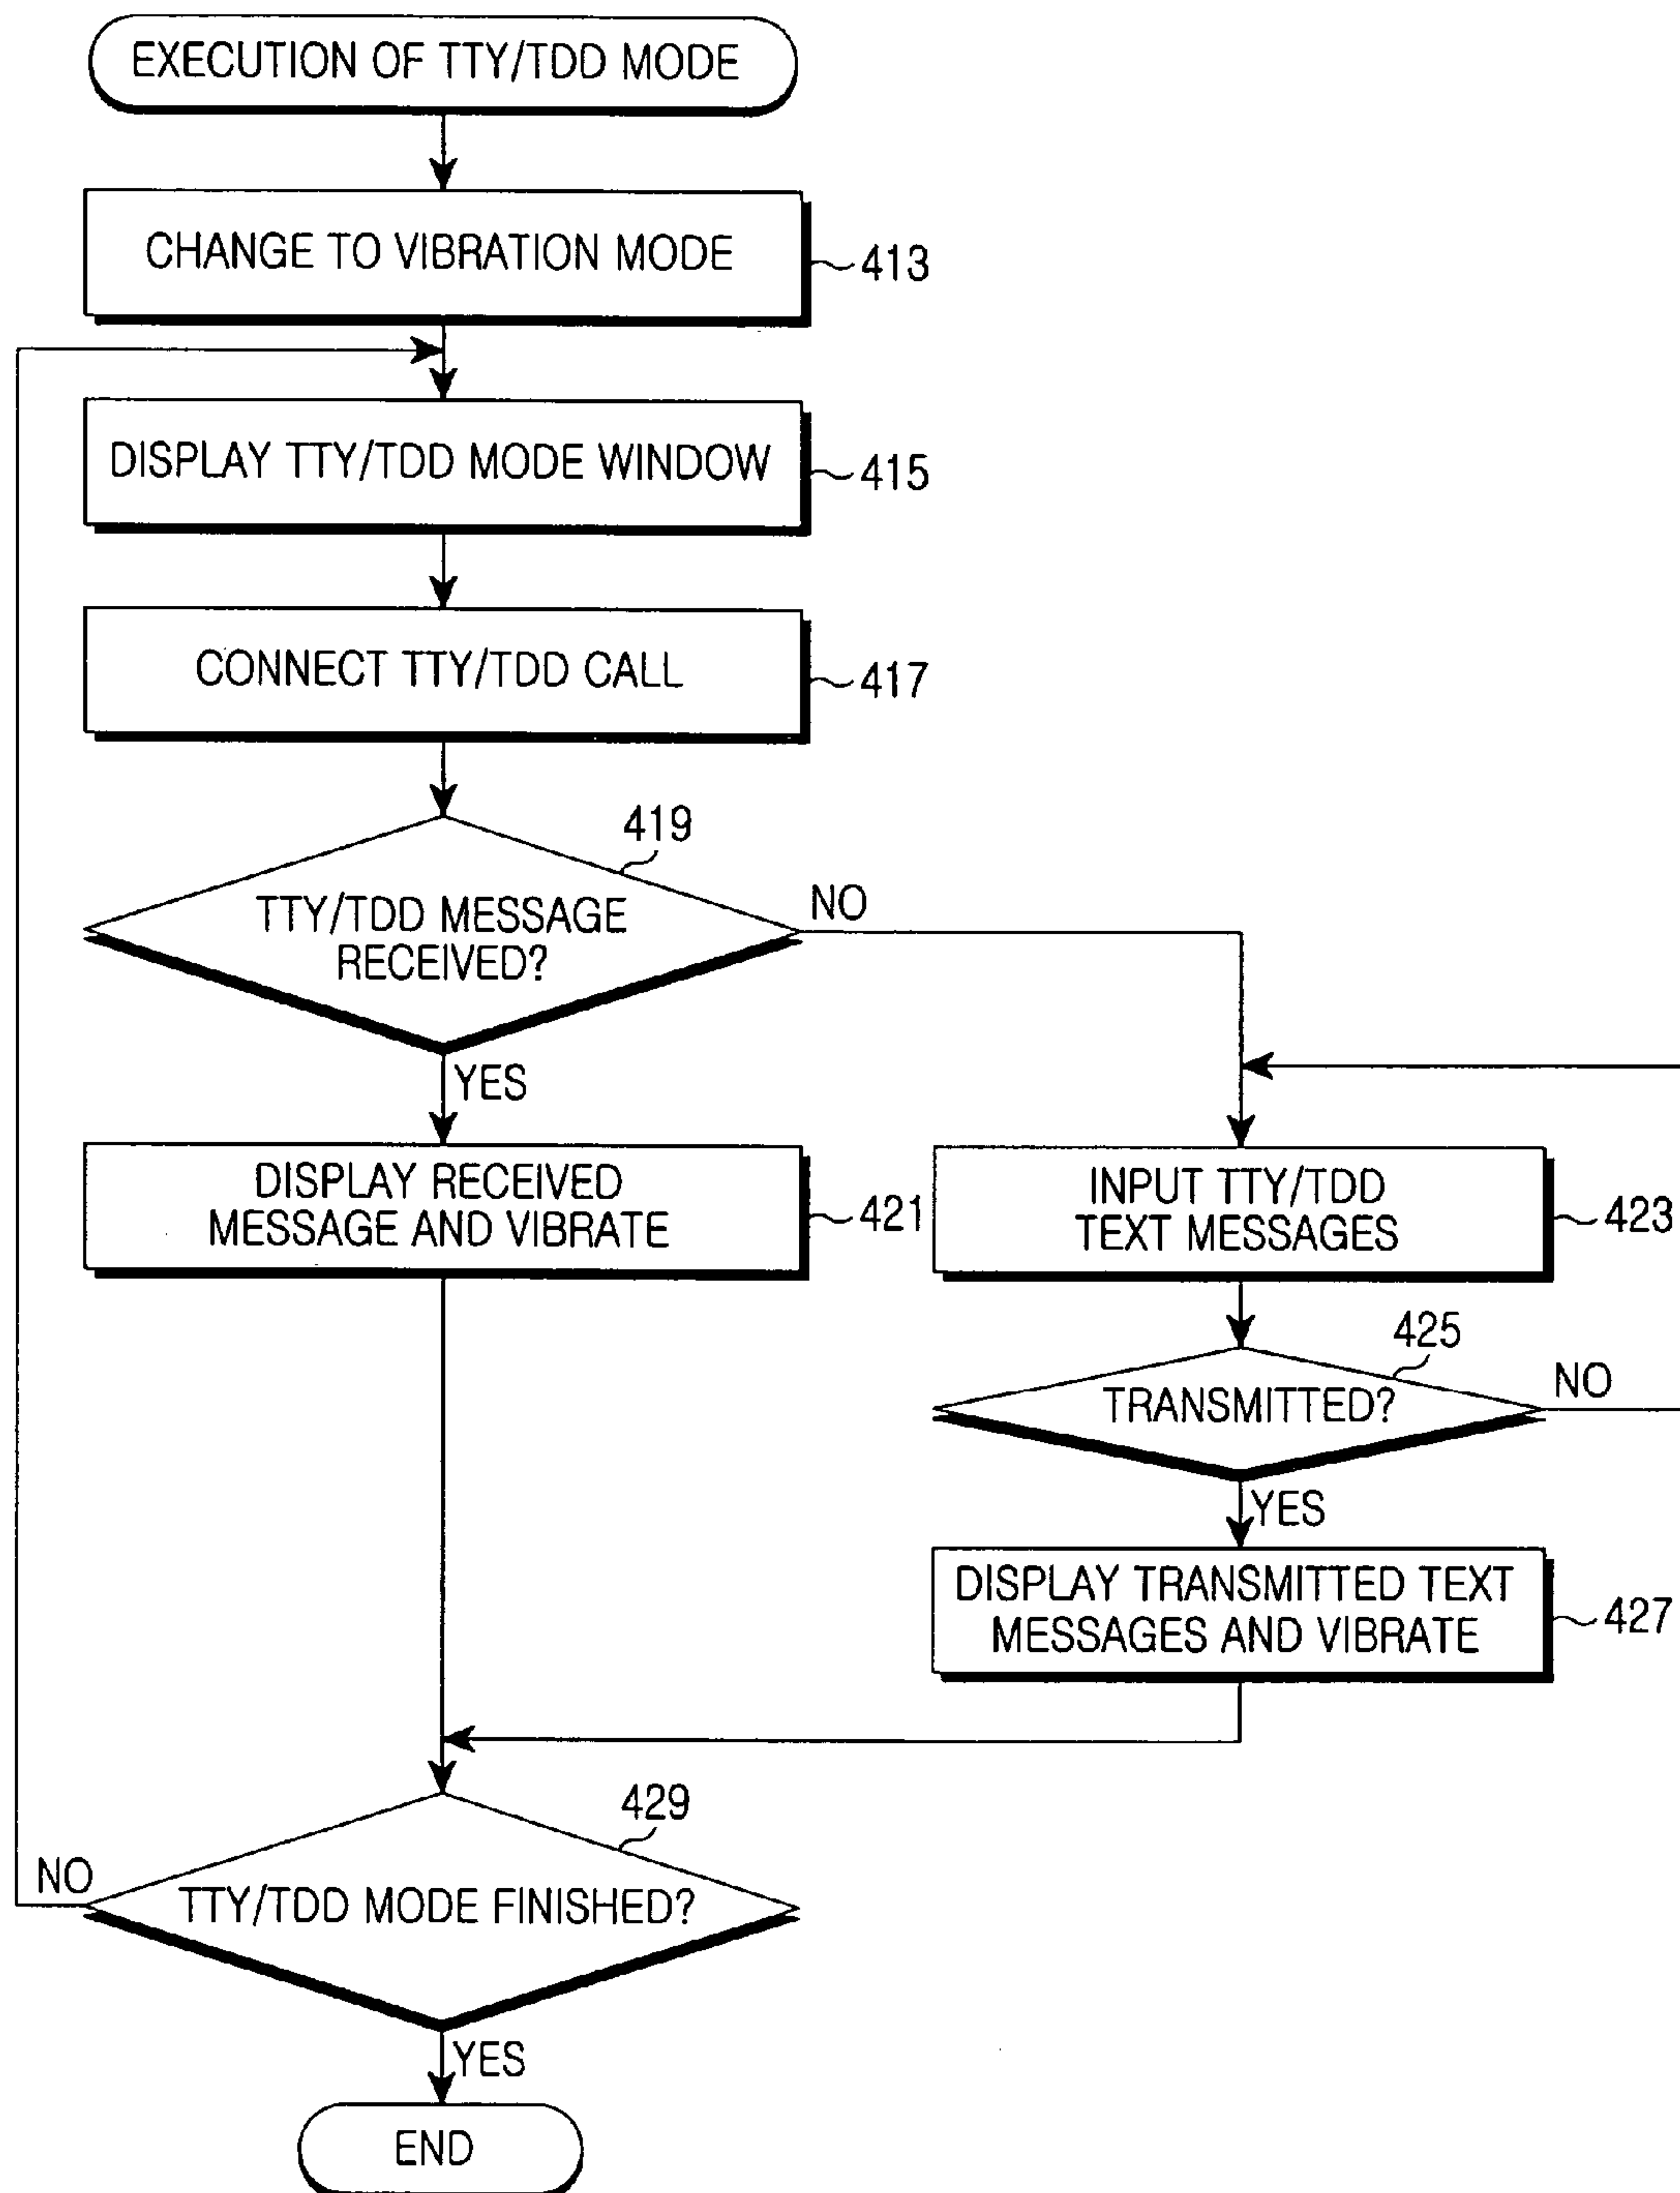 EXECUTION OF TTY/TDD MODE
CHANGE TO VIBRATION MODE
413
DISPLAY TTY/TDD MODE WINDOW
415
CONNECT TTY/TDD CALL
417
419
TTY/TDD MESSAGE
RECEIVED?
NO
YES
DISPLAY RECEIVED
MESSAGE AND VIBRATE
421
INPUT TTY/TDD
TEXT MESSAGES
423
425
TRANSMITTED?
NO
YES
DISPLAY TRANSMITTED TEXT
MESSAGES AND VIBRATE
427
429
NO
TTY/TDD MODE FINISHED?
YES
END